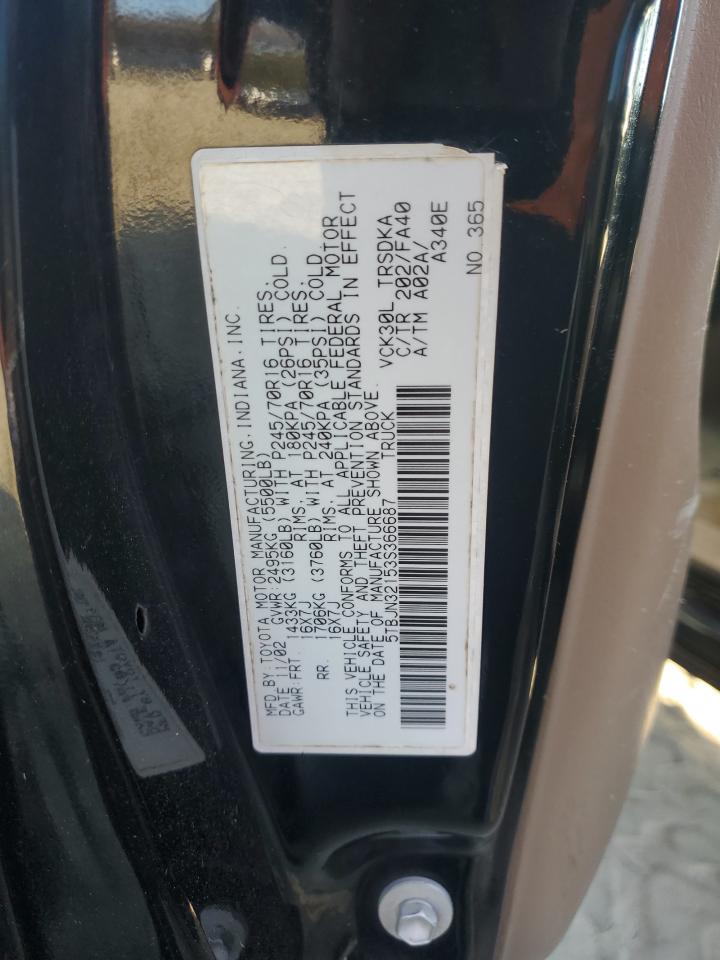 MFD.BY:TOYOTA MOTOR MANUFACTURING,INDIANA,INC.
DATE 11/02 GVWR:2495KG (5500LB)
GAWR:FRT. 1433KG (3160LB) WITH P245/70R16 TIRES,
16X7J RIMS, AT 180KPA (26PSI) COLD.
RR. 1706KG (3760LB) WITH P245/70R16 TIRES,
16X7J RIMS, AT 240KPA (35PSI) COLD.
THIS VEHICLE CONFORMS TO ALL APPLICABLE FEDERAL MOTOR
VEHICLE SAFETY AND THEFT PREVENTION STANDARDS IN EFFECT
ON THE DATE OF MANUFACTURE SHOWN ABOVE.
5TBJN32153S366687 TRUCK
VCK30L TRSDKA
C/TR 202/FA40
A/TM A02A/
A340E
NO. 365